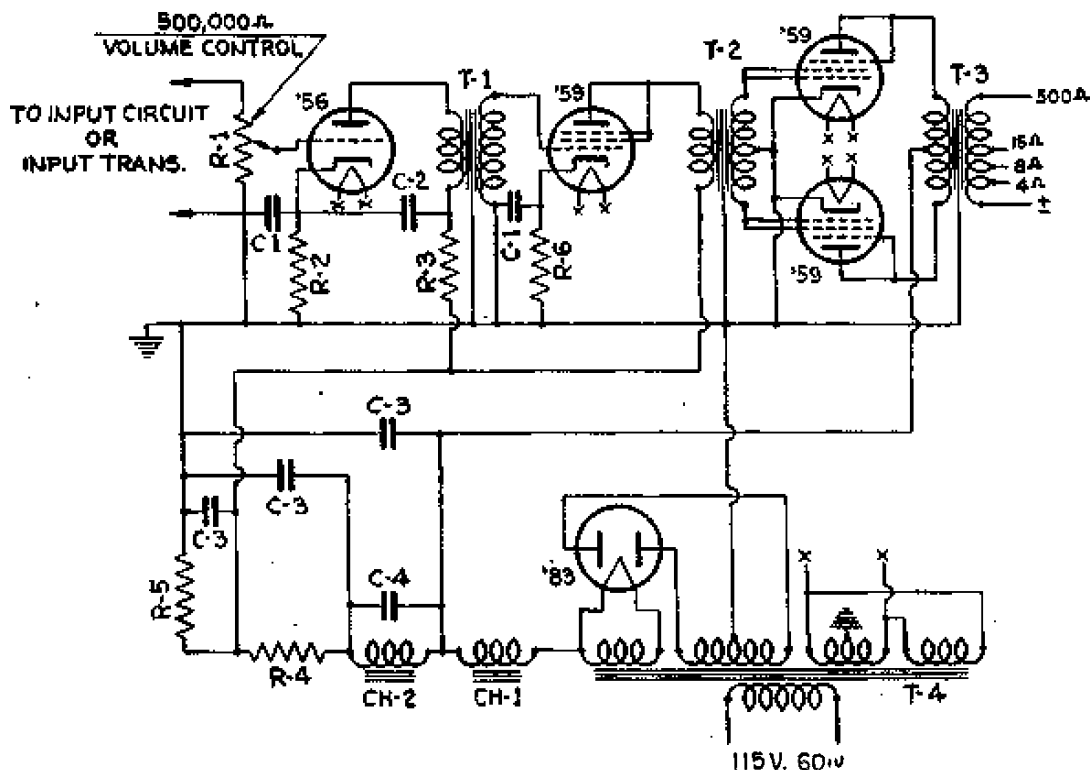 500,000Ω
VOLUME CONTROL
TO INPUT CIRCUIT
OR
INPUT TRANS.
R-1
'56
T-1
'59
T-2
'59
T-3
500Ω
15Ω
8Ω
4Ω
±
C1
C-2
C-1
R-2
R-3
R-6
'59
C-3
C-3
C-3
'83
X
X
R-5
C-4
R-4
CH-2
CH-1
T-4
115V. 60~